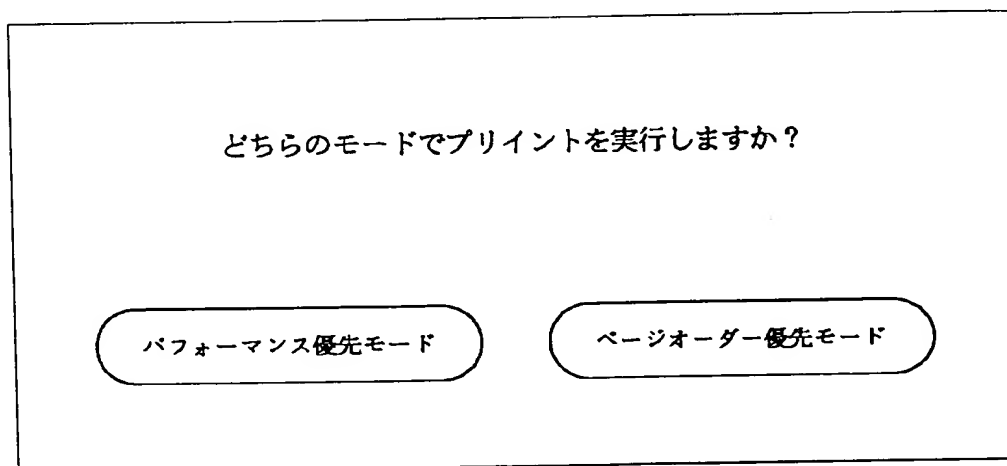 どちらのモードでプリイントを実行しますか？
パフォーマンス優先モード
ページオーダー優先モード